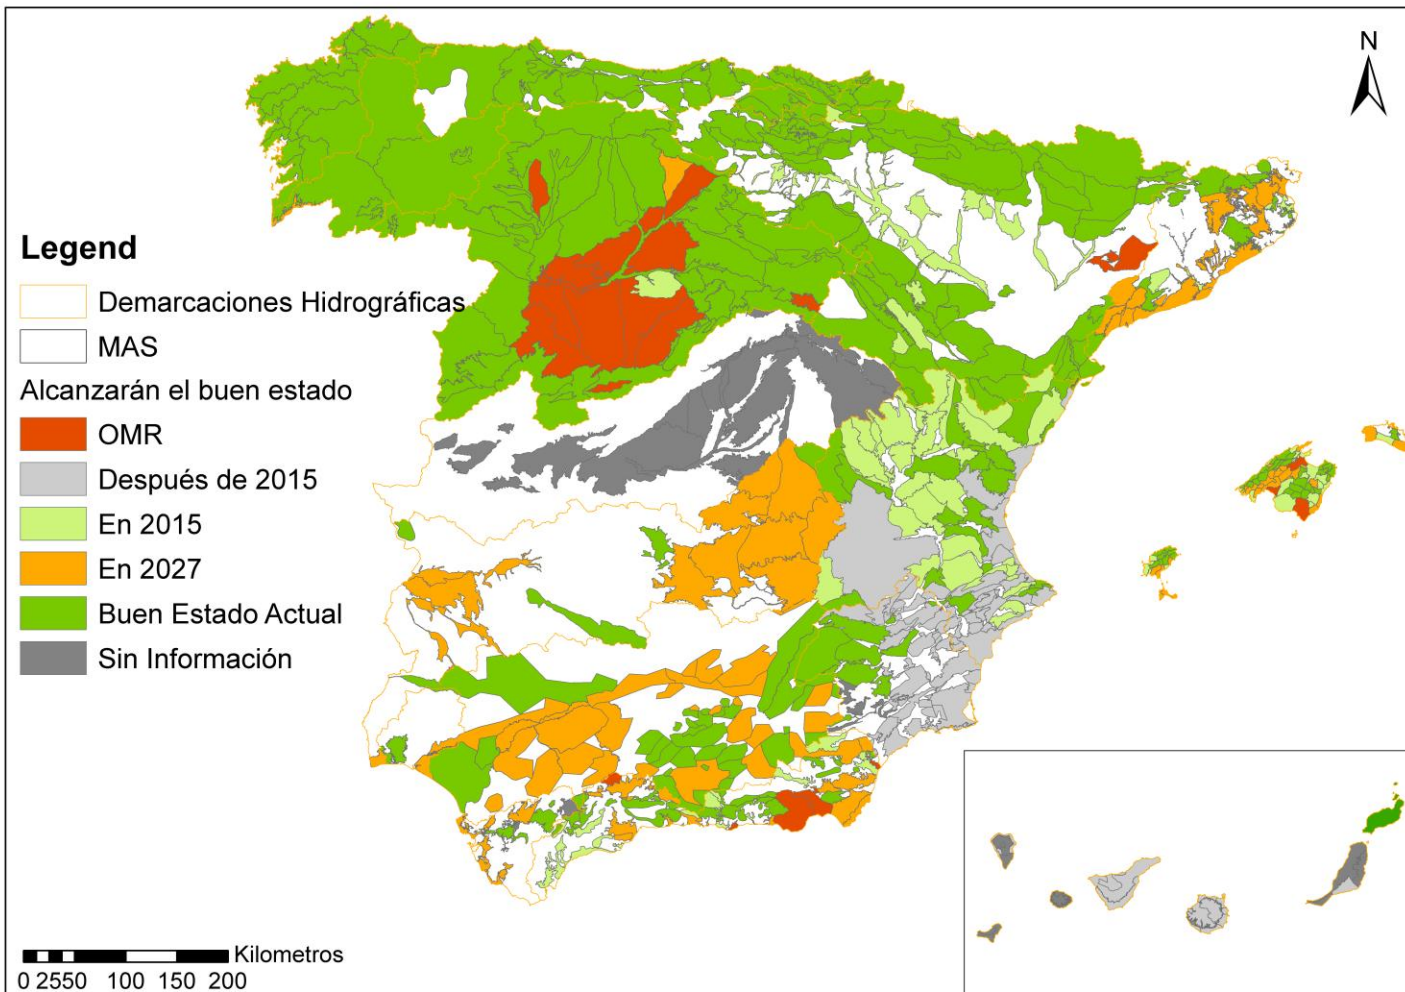 N
Legend
Demarcaciones Hidrográficas
MAS
Alcanzarán el buen estado
OMR
Después de 2015
En 2015
En 2027
Buen Estado Actual
Sin Información
Kilometros
0 2550 100 150 200